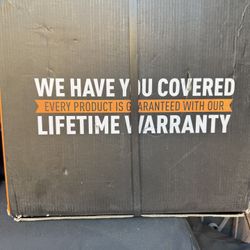 WE HAVE YOU COVERED
EVERY PRODUCT IS GUARANTEED WITH OUR
LIFETIME WARRANTY